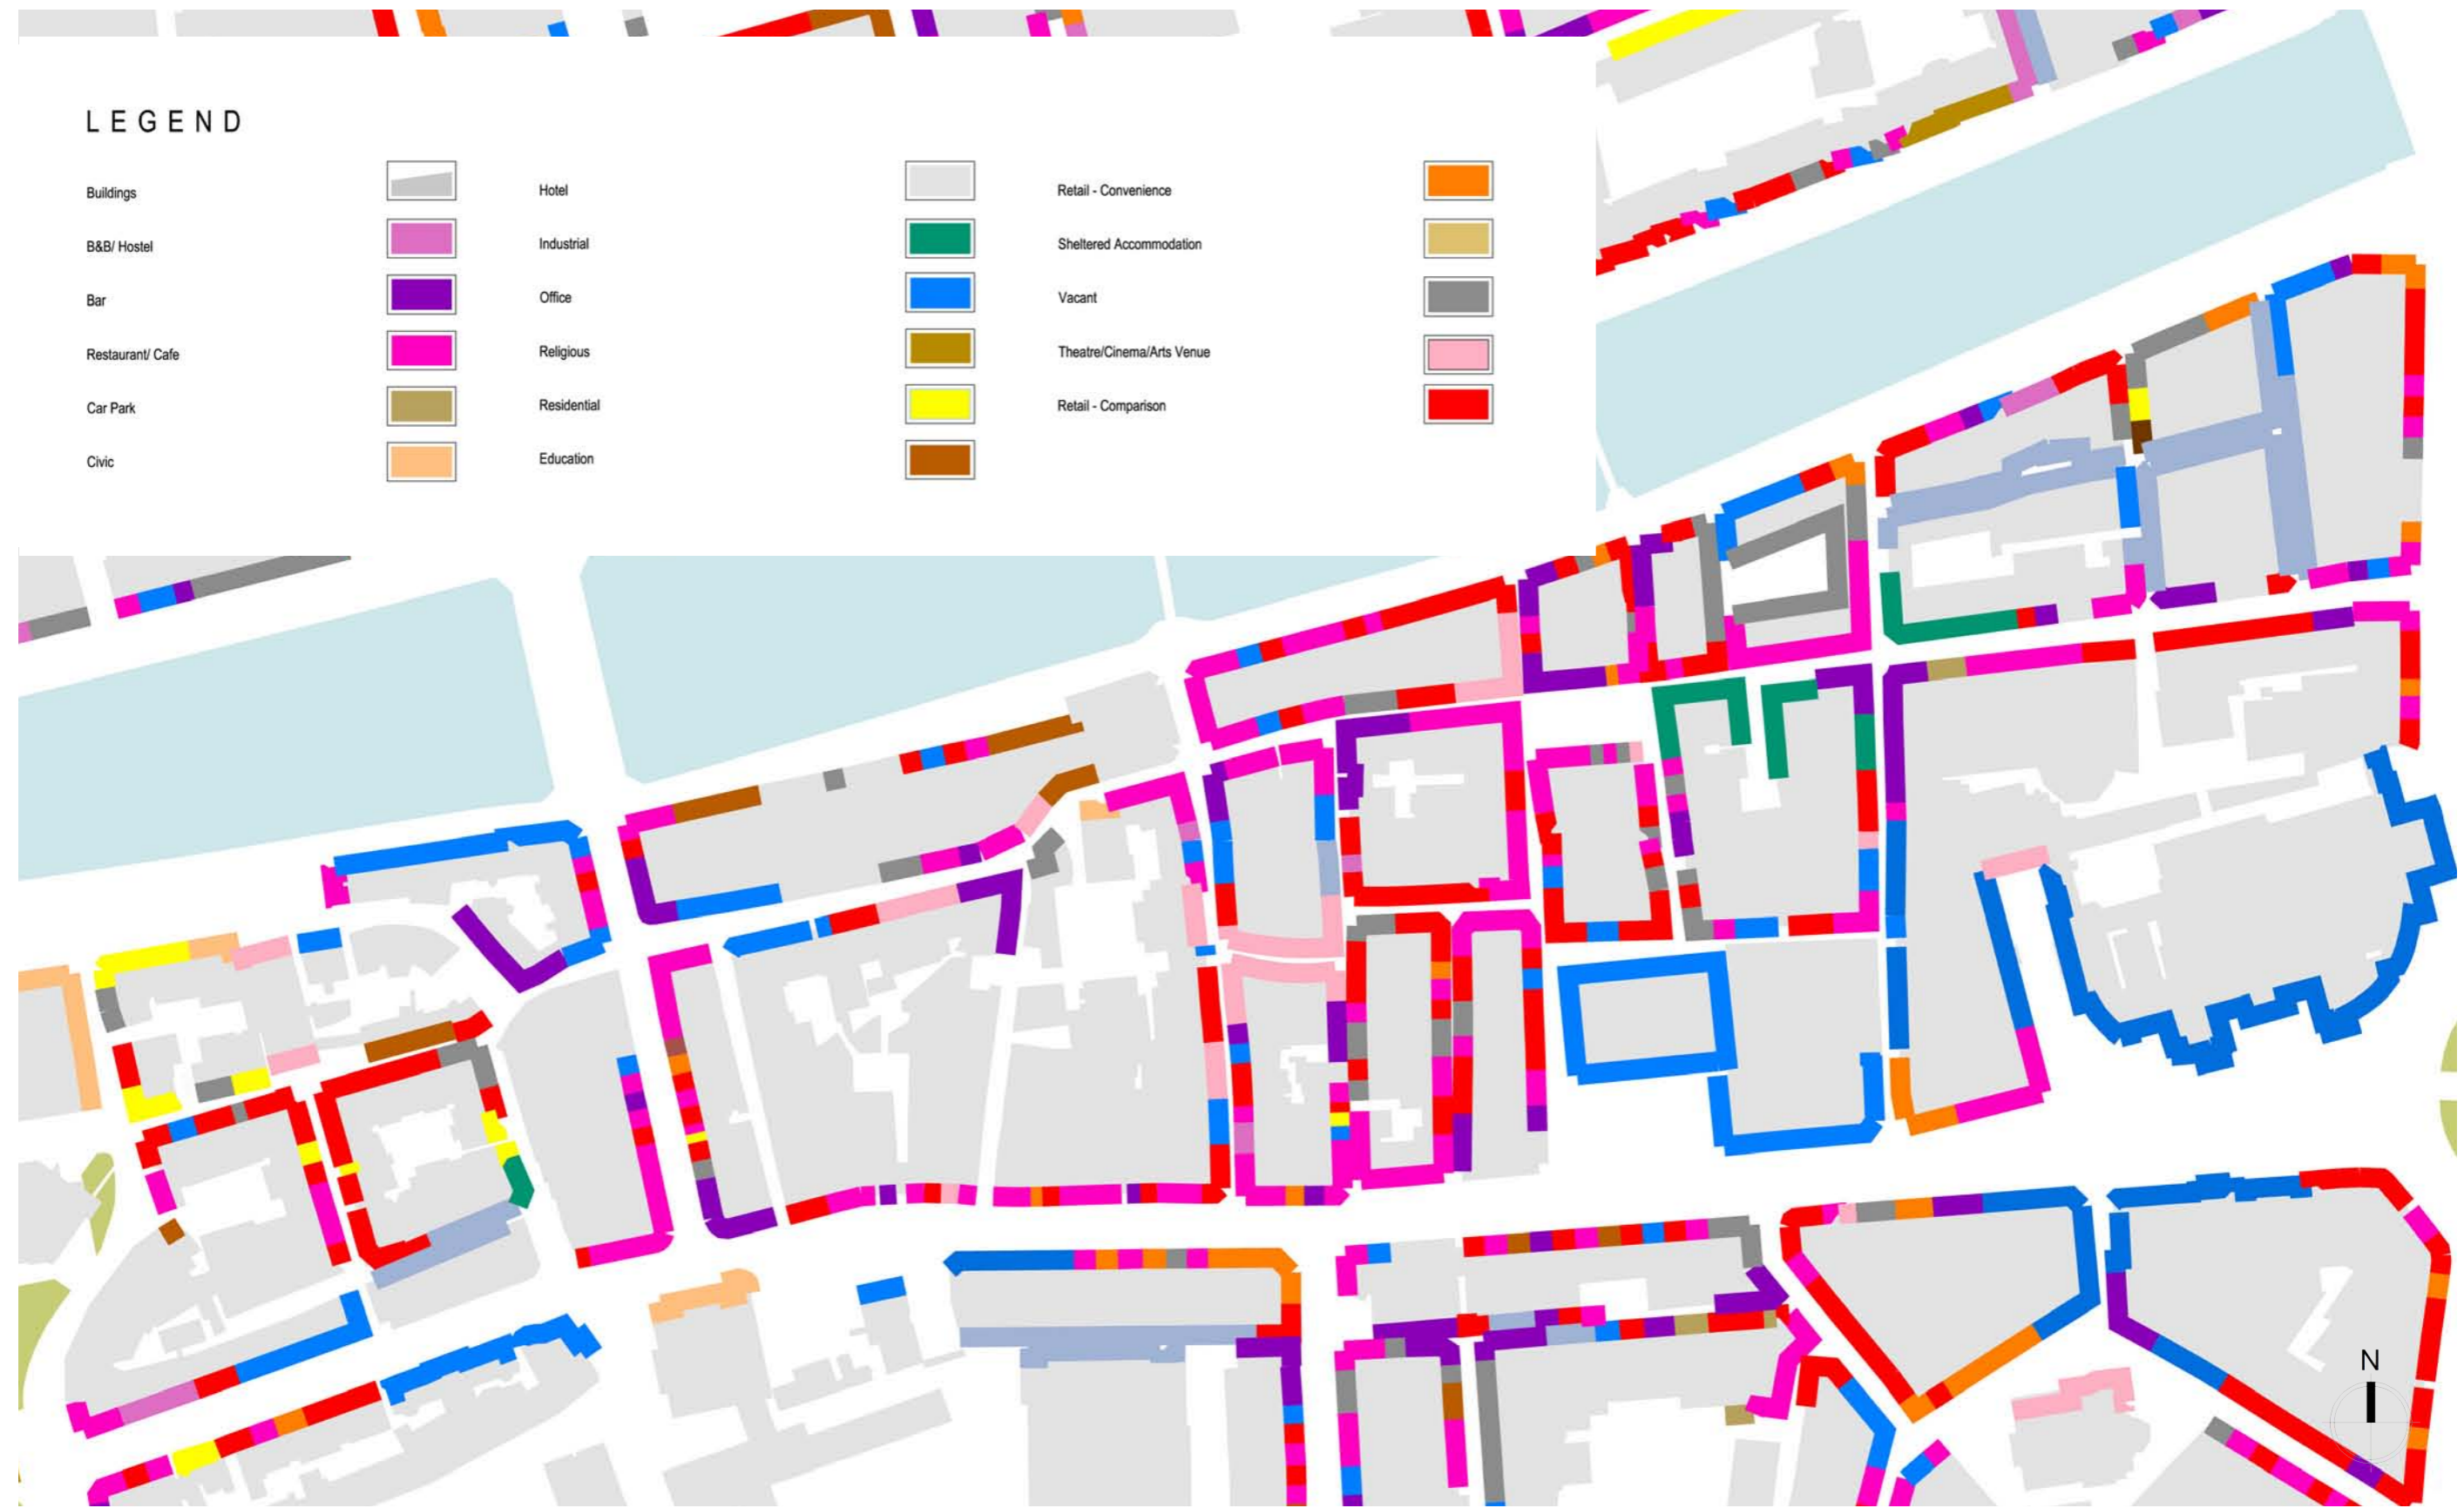 LEGEND
Buildings
B&B/ Hostel
Bar
Restaurant/ Cafe
Car Park
Civic
Hotel
Industrial
Office
Religious
Residential
Education
Retail - Convenience
Sheltered Accommodation
Vacant
Theatre/Cinema/Arts Venue
Retail - Comparison
N